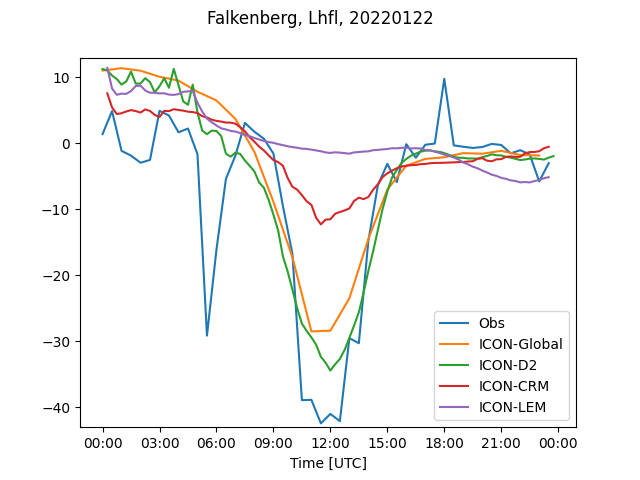 Falkenberg, Lhfl, 20220122
10
0
−10
−20
−30
−40
Obs
ICON-Global
ICON-D2
ICON-CRM
ICON-LEM
00:00 03:00 06:00 09:00 12:00 15:00 18:00 21:00 00:00
Time [UTC]